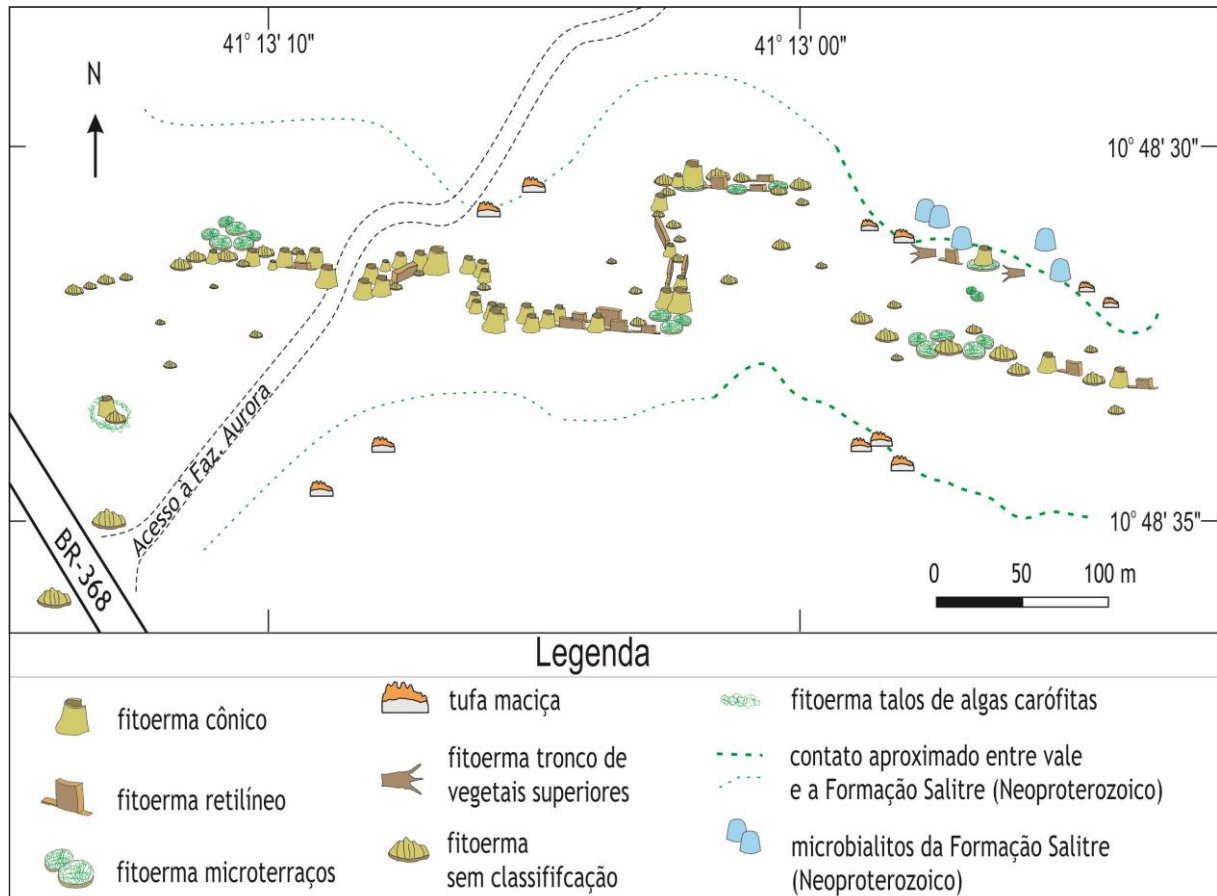 41° 13' 10"
41° 13' 00"
N
10° 48' 30"
Acesso à Faz. Aurora
BR-368
10° 48' 35"
0 50 100 m
Legenda
fitoerma cônico
fitoerma retilíneo
fitoerma microterraços
tufa maciça
fitoerma tronco de
vegetais superiores
fitoerma
sem classififcação
fitoerma talos de algas carófitas
contato aproximado entre vale
e a Formação Salitre (Neoproterozoico)
microbialitos da Formação Salitre
(Neoproterozoico)